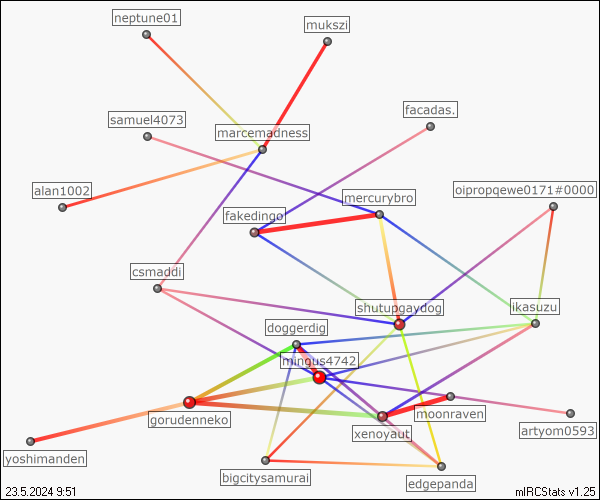 neptune01
mukszi
facadas.
samuel4073
marcemadness
alan1002
mercurybro
oipropqewe0171#0000
fakedingo
csmaddi
shutupgaydog
ikasuzu
doggerdig
mingus4742
gorudenneko
moonraven
xenoyaut
artyom0593
yoshimanden
bigcitysamurai
edgepanda
23.5.2024 9:51
mIRCStats v1.25